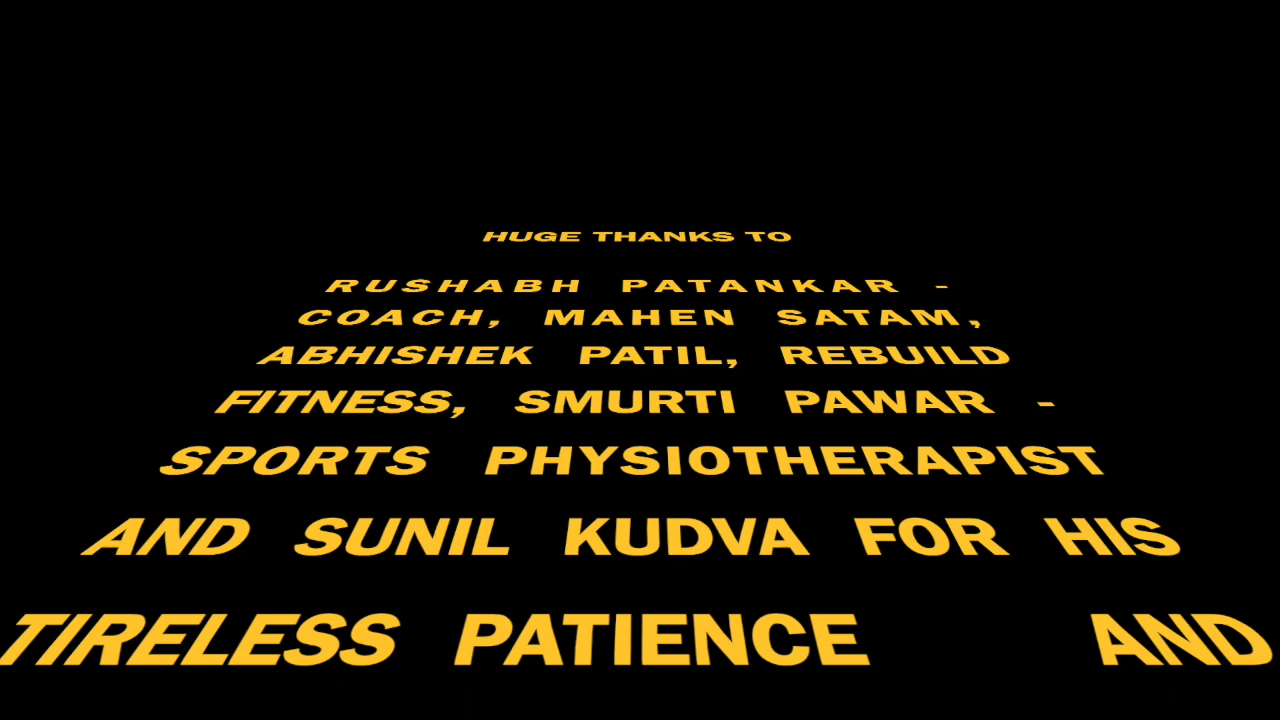 HUGE THANKS TO
RUSHABH PATANKAR -
COACH, MAHEN SATAM,
ABHISHEK PATIL, REBUILD
FITNESS, SMURTI PAWAR -
SPORTS PHYSIOTHERAPIST
AND SUNIL KUDVA FOR HIS
TIRELESS PATIENCE AND